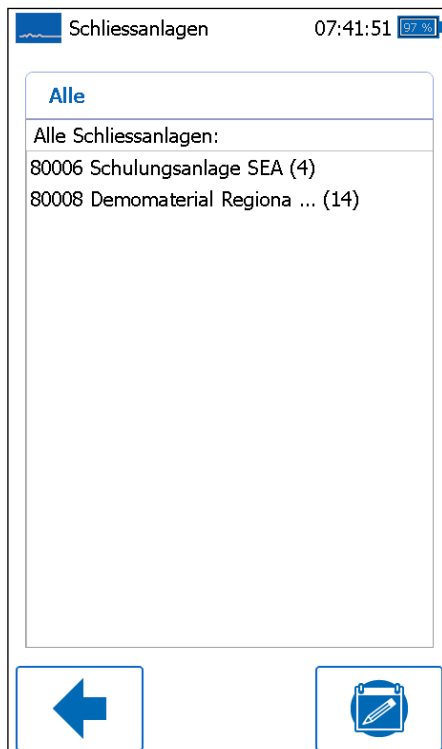 Schliessanlagen 07:41:51 97 %
Alle
Alle Schliessanlagen:
80006 Schulungsanlage SEA (4)
80008 Demomaterial Regiona ... (14)